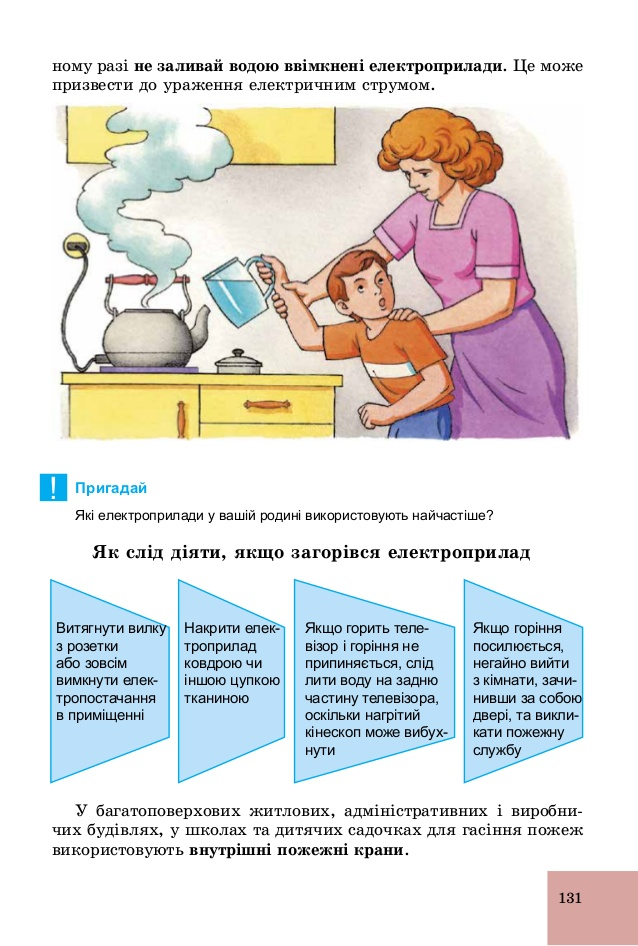 ному разі не заливай водою ввімкнені електроприлади. Це може
призвести до ураження електричним струмом.
!
Пригадай
Які електроприлади у вашій родині використовують найчастіше?
Як слід діяти, якщо загорівся електроприлад
Витягнути вилку
з розетки
або зовсім
вимкнути елек-
тропостачання
в приміщенні
Накрити елек-
троприлад
ковдрою чи
іншою цупкою
тканиною
Якщо горить теле-
візор і горіння не
припиняється, слід
лити воду на задню
частину телевізора,
оскільки нагрітий
кінескоп може вибух-
нути
Якщо горіння
посилюється,
негайно вийти
з кімнати, зачи-
нивши за собою
двері, та викли-
кати пожежну
службу
У багатоповерхових житлових, адміністративних і виробни-
чих будівлях, у школах та дитячих садочках для гасіння пожеж
використовують внутрішні пожежні крани.
131